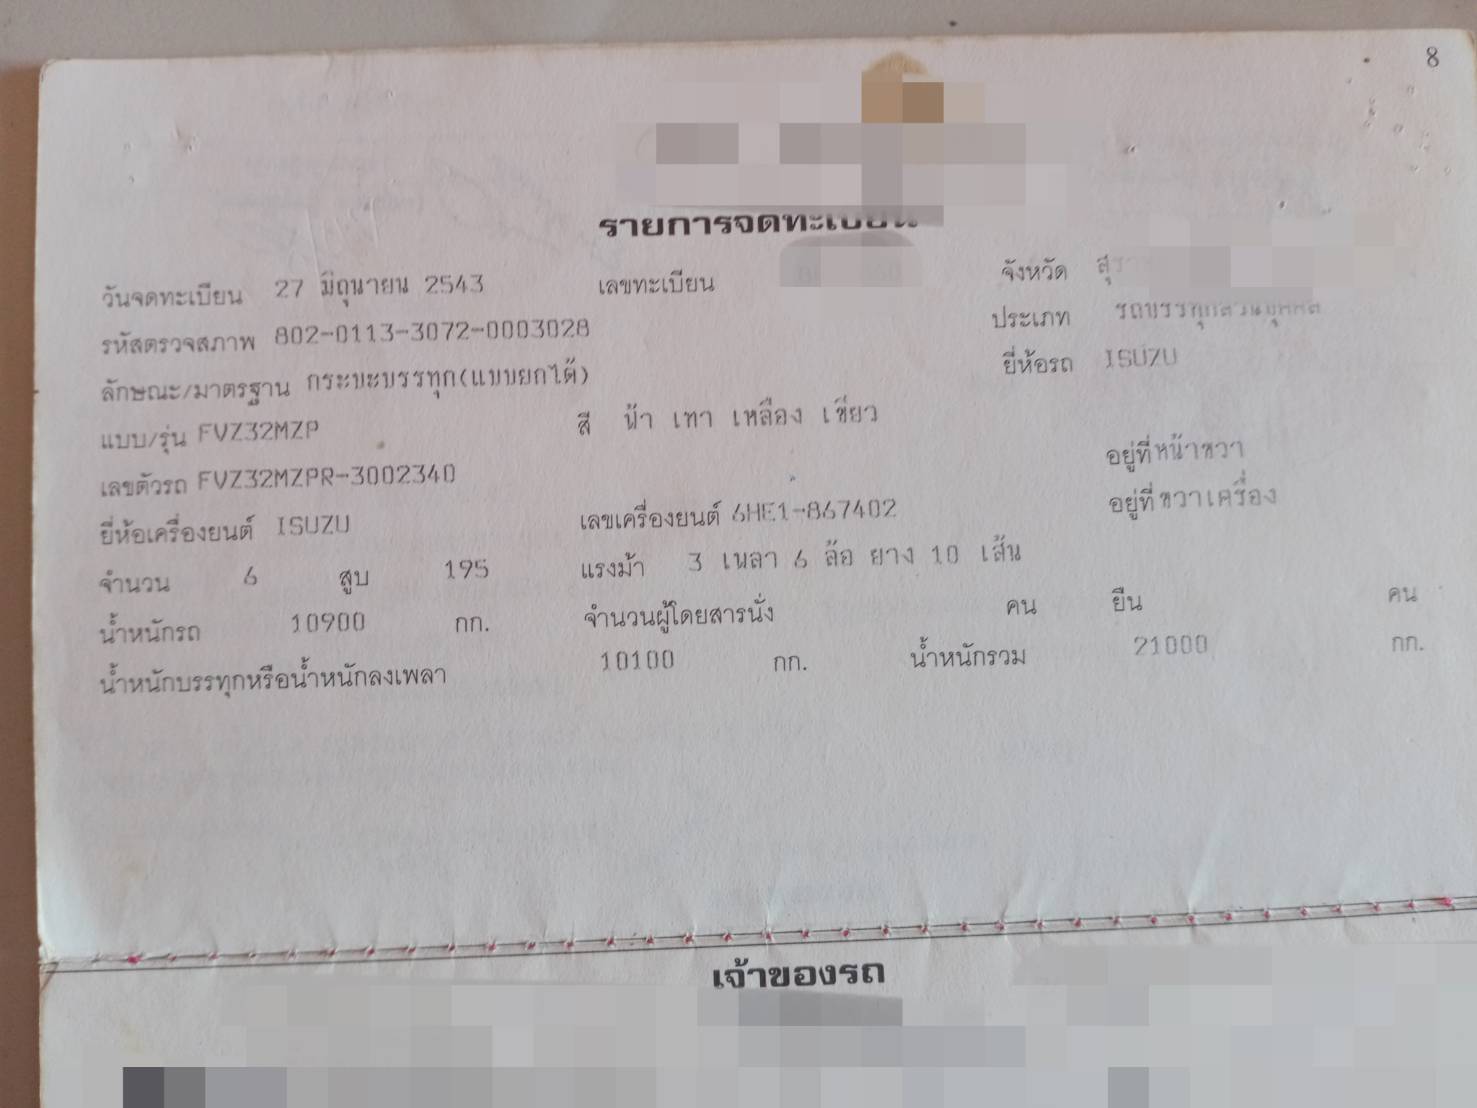 8
รายการจดทะเบียน
วันจดทะเบียน 27 มิถุนายน 2543 เลขทะเบียน จังหวัด
รหัสตรวจสภาพ 802-0113-3072-0003028 ประเภท รถบรรทุกส่วนบุคคล
ลักษณะ/มาตรฐาน กระบะบรรทุก(แบบยกได้) ยี่ห้อรถ ISUZU
แบบ/รุ่น FVZ32MZP สี ฟ้า เทา เหลือง เขียว
เลขตัวรถ FVZ32MZPR-3002340 อยู่ที่ หน้าขวา
ยี่ห้อเครื่องยนต์ ISUZU เลขเครื่องยนต์ 6HE1-867402 อยู่ที่ ขวาเครื่อง
จำนวน 6 สูบ 195 แรงม้า 3 เพลา 6 ล้อ ยาง 10 เส้น
น้ำหนักรถ 10900 กก. จำนวนผู้โดยสารนั่ง คน ยืน คน
น้ำหนักบรรทุกหรือน้ำหนักลงเพลา 10100 กก. น้ำหนักรวม 21000 กก.
เจ้าของรถ